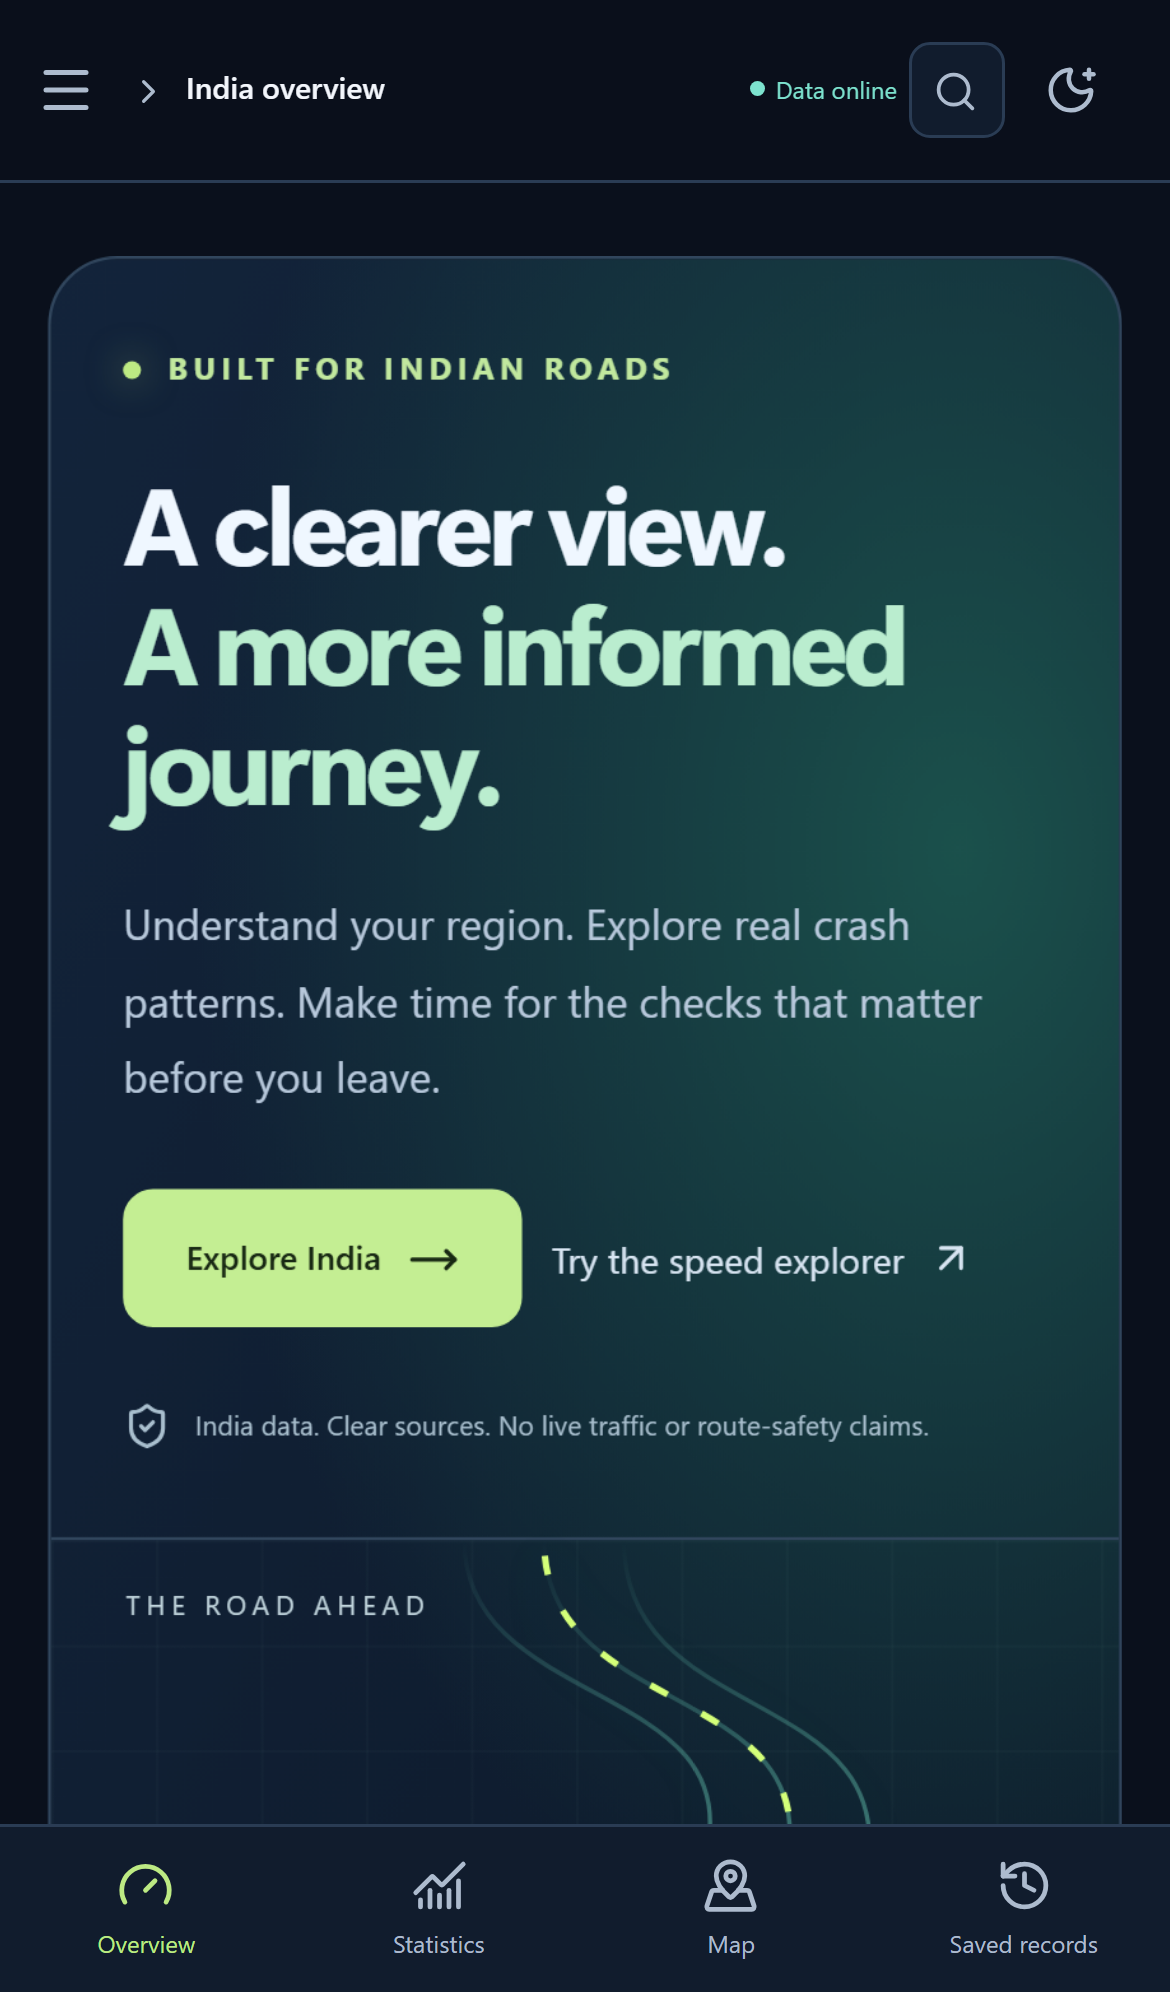 India overview
Data online
BUILT FOR INDIAN ROADS
A clearer view.
A more informed
journey.
Understand your region. Explore real crash
patterns. Make time for the checks that matter
before you leave.
Explore India
Try the speed explorer
India data. Clear sources. No live traffic or route-safety claims.
THE ROAD AHEAD
Overview
Statistics
Map
Saved records